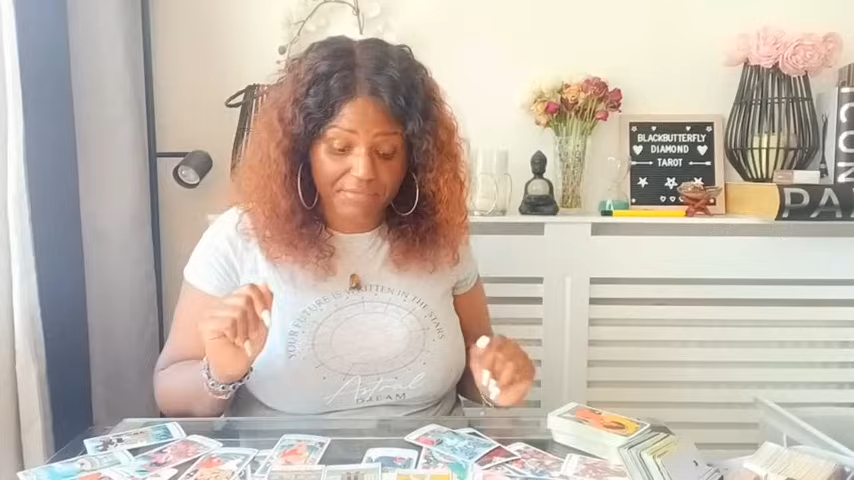 BLACKBUTTERFLY
DIAMOND
TAROT
YOUR FUTURE IS WRITTEN IN THE STARS
Astral
DREAM